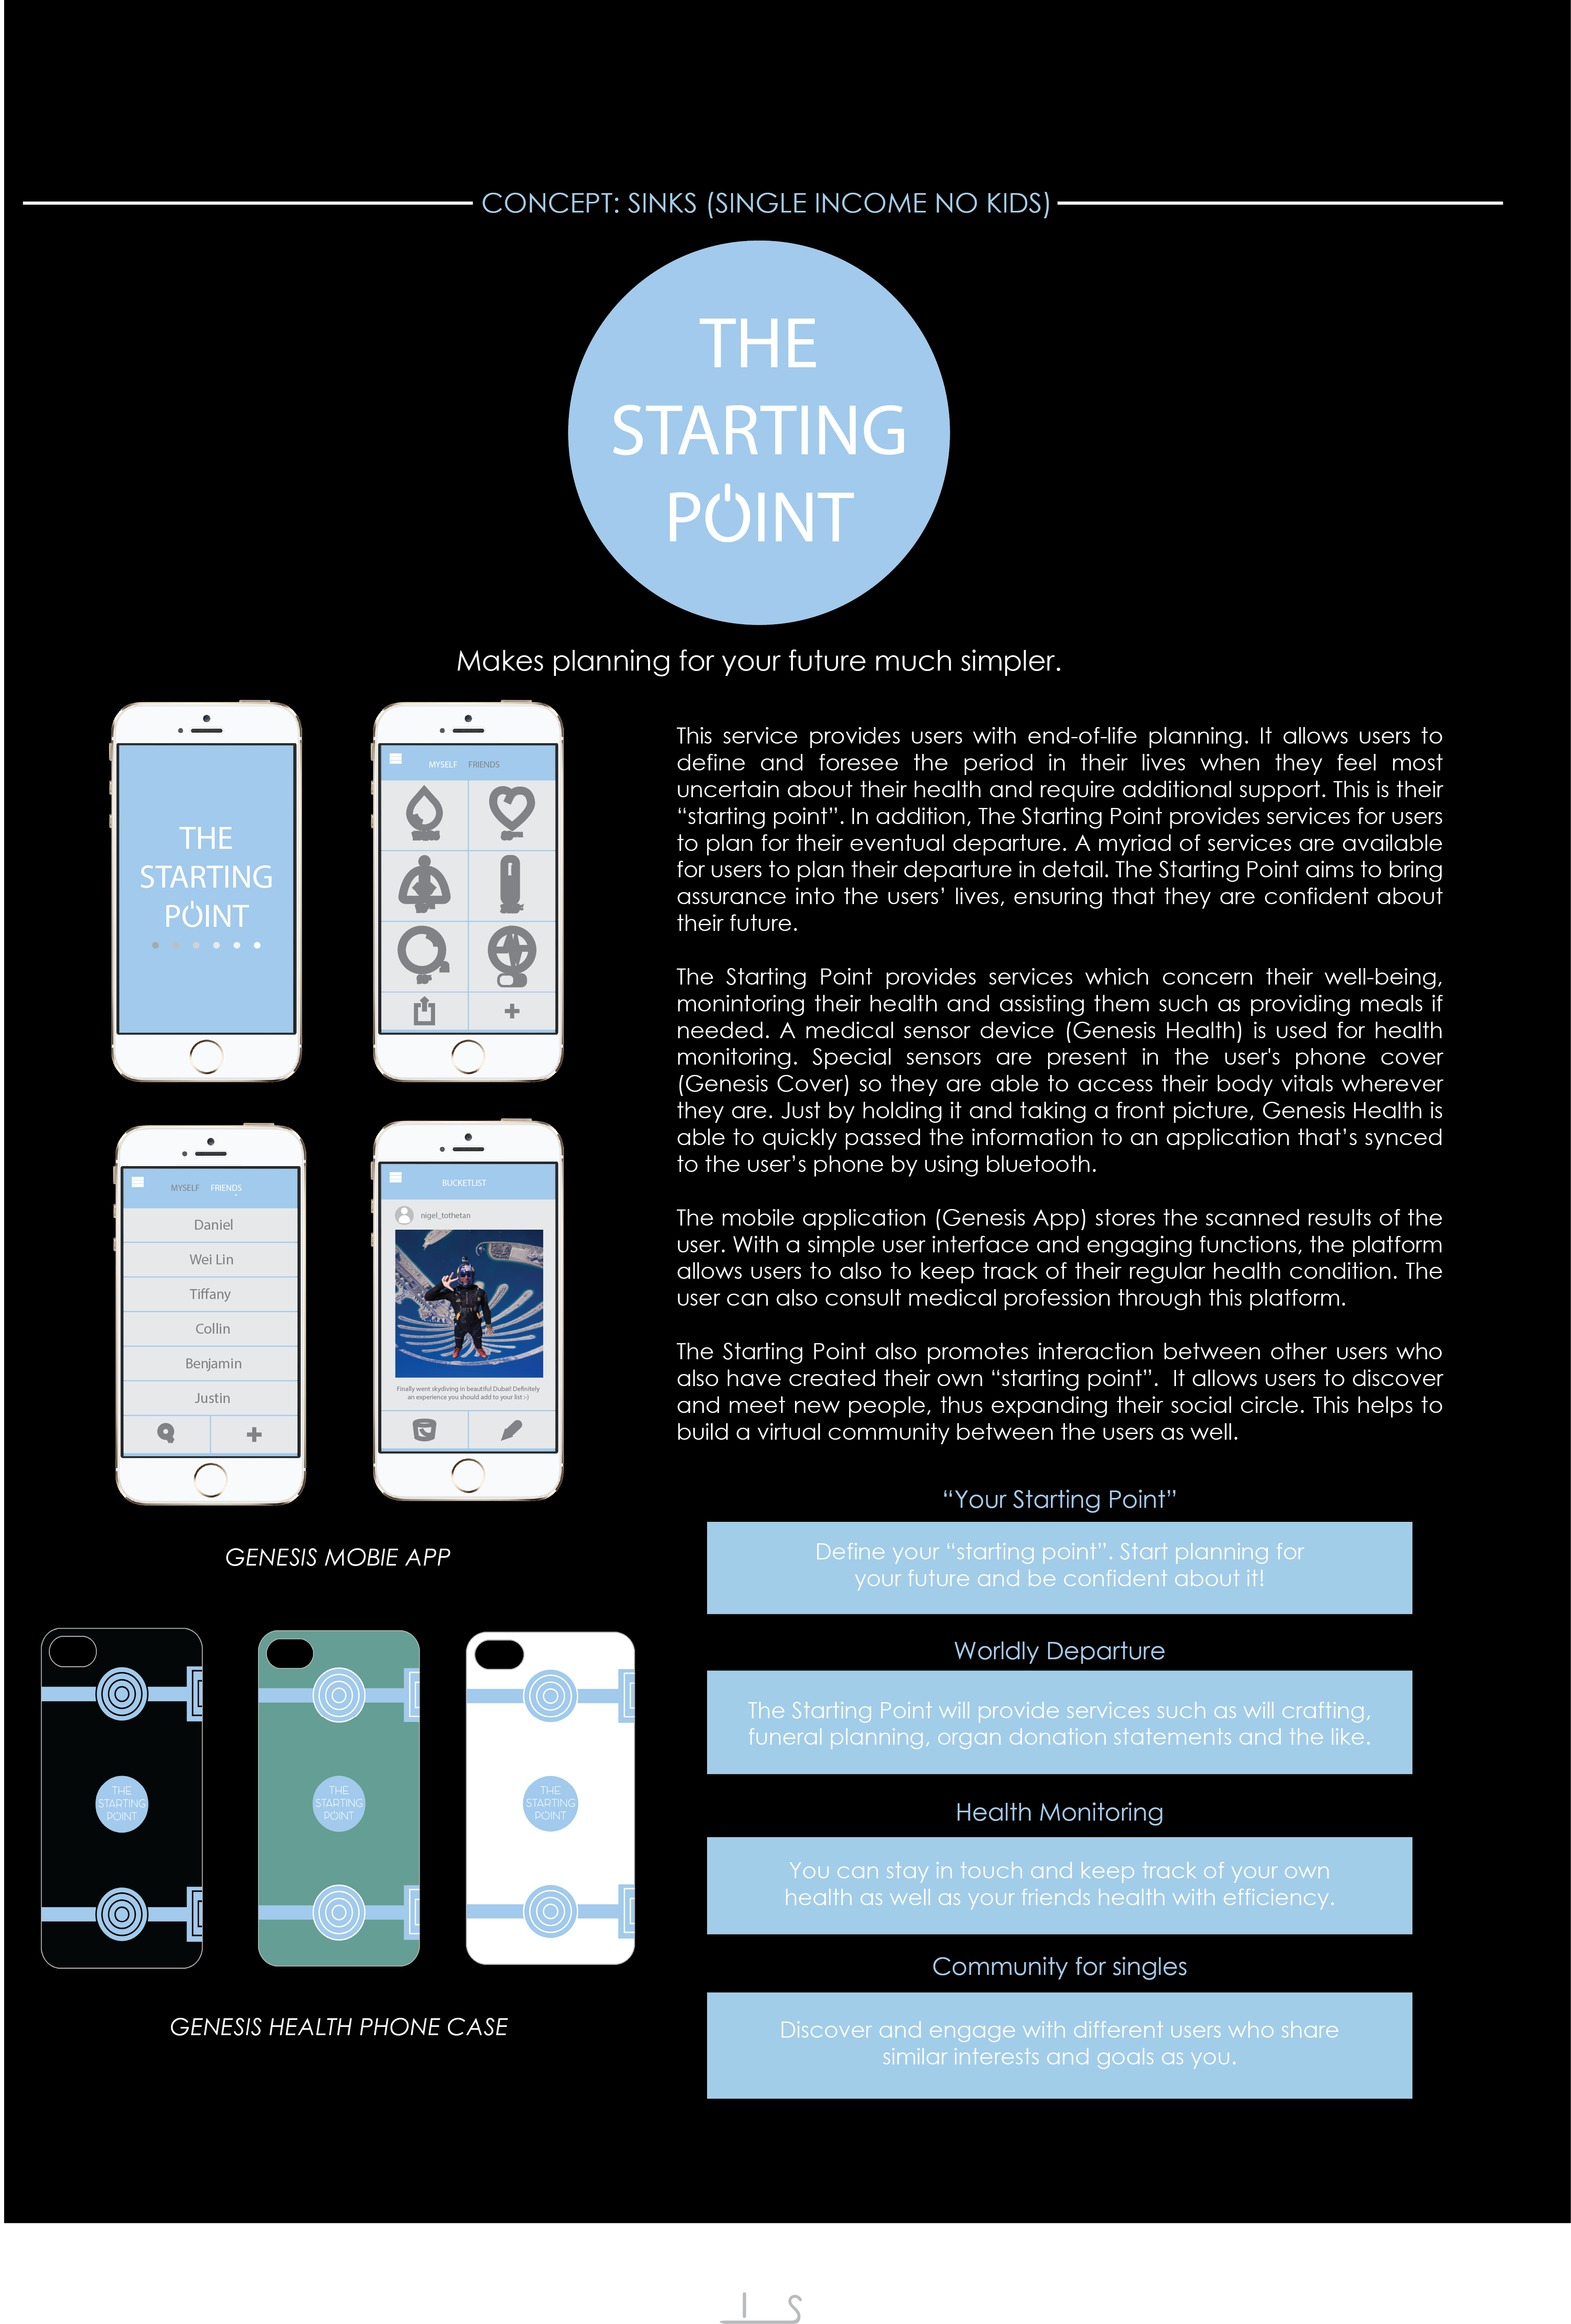 CONCEPT: SINKS (SINGLE INCOME NO KIDS)
THE
STARTING
POINT
Makes planning for your future much simpler.
THE
STARTING
POINT
MYSELF FRIENDS
MYSELF FRIENDS
Daniel
Wei Lin
Tiffany
Collin
Benjamin
Justin
BUCKETLIST
nigel_tothetan
Finally went skydiving in beautiful Dubai! Definitely
an experience you should add to your list :-)
GENESIS MOBIE APP
THE
STARTING
POINT
THE
STARTING
POINT
THE
STARTING
POINT
GENESIS HEALTH PHONE CASE
This service provides users with end-of-life planning. It allows users to
define and foresee the period in their lives when they feel most
uncertain about their health and require additional support. This is their
“starting point”. In addition, The Starting Point provides services for users
to plan for their eventual departure. A myriad of services are available
for users to plan their departure in detail. The Starting Point aims to bring
assurance into the users’ lives, ensuring that they are confident about
their future.
The Starting Point provides services which concern their well-being,
monintoring their health and assisting them such as providing meals if
needed. A medical sensor device (Genesis Health) is used for health
monitoring. Special sensors are present in the user's phone cover
(Genesis Cover) so they are able to access their body vitals wherever
they are. Just by holding it and taking a front picture, Genesis Health is
able to quickly passed the information to an application that’s synced
to the user’s phone by using bluetooth.
The mobile application (Genesis App) stores the scanned results of the
user. With a simple user interface and engaging functions, the platform
allows users to also to keep track of their regular health condition. The
user can also consult medical profession through this platform.
The Starting Point also promotes interaction between other users who
also have created their own “starting point”. It allows users to discover
and meet new people, thus expanding their social circle. This helps to
build a virtual community between the users as well.
“Your Starting Point”
Define your “starting point”. Start planning for
your future and be confident about it!
Worldly Departure
The Starting Point will provide services such as will crafting,
funeral planning, organ donation statements and the like.
Health Monitoring
You can stay in touch and keep track of your own
health as well as your friends health with efficiency.
Community for singles
Discover and engage with different users who share
similar interests and goals as you.